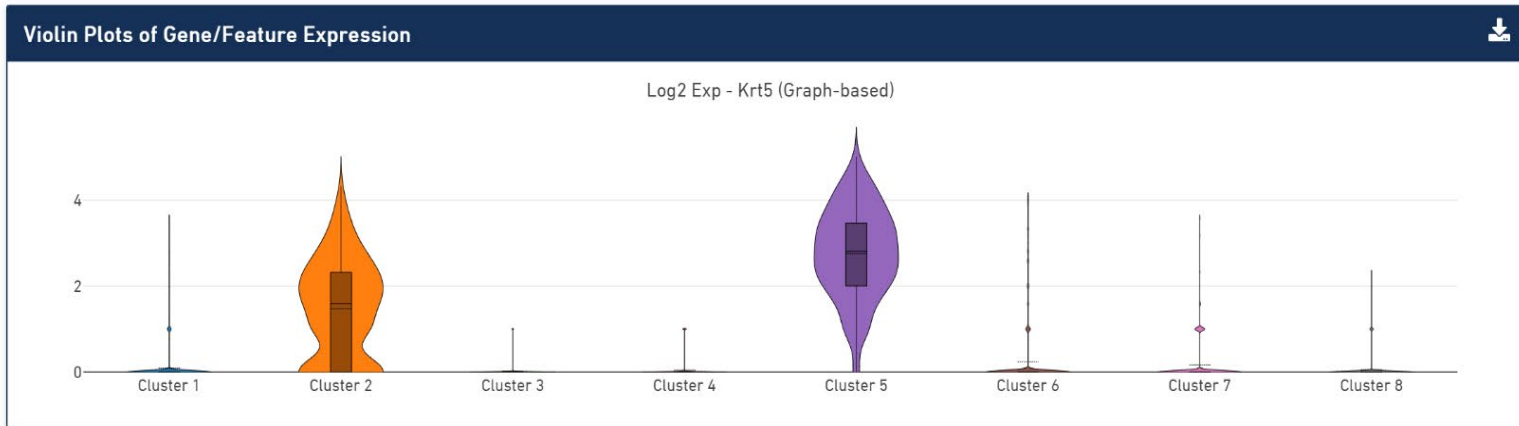 Violin Plots of Gene/Feature Expression
Log2 Exp - Krt5 (Graph-based)
4
2
0
Cluster 1 Cluster 2 Cluster 3 Cluster 4 Cluster 5 Cluster 6 Cluster 7 Cluster 8